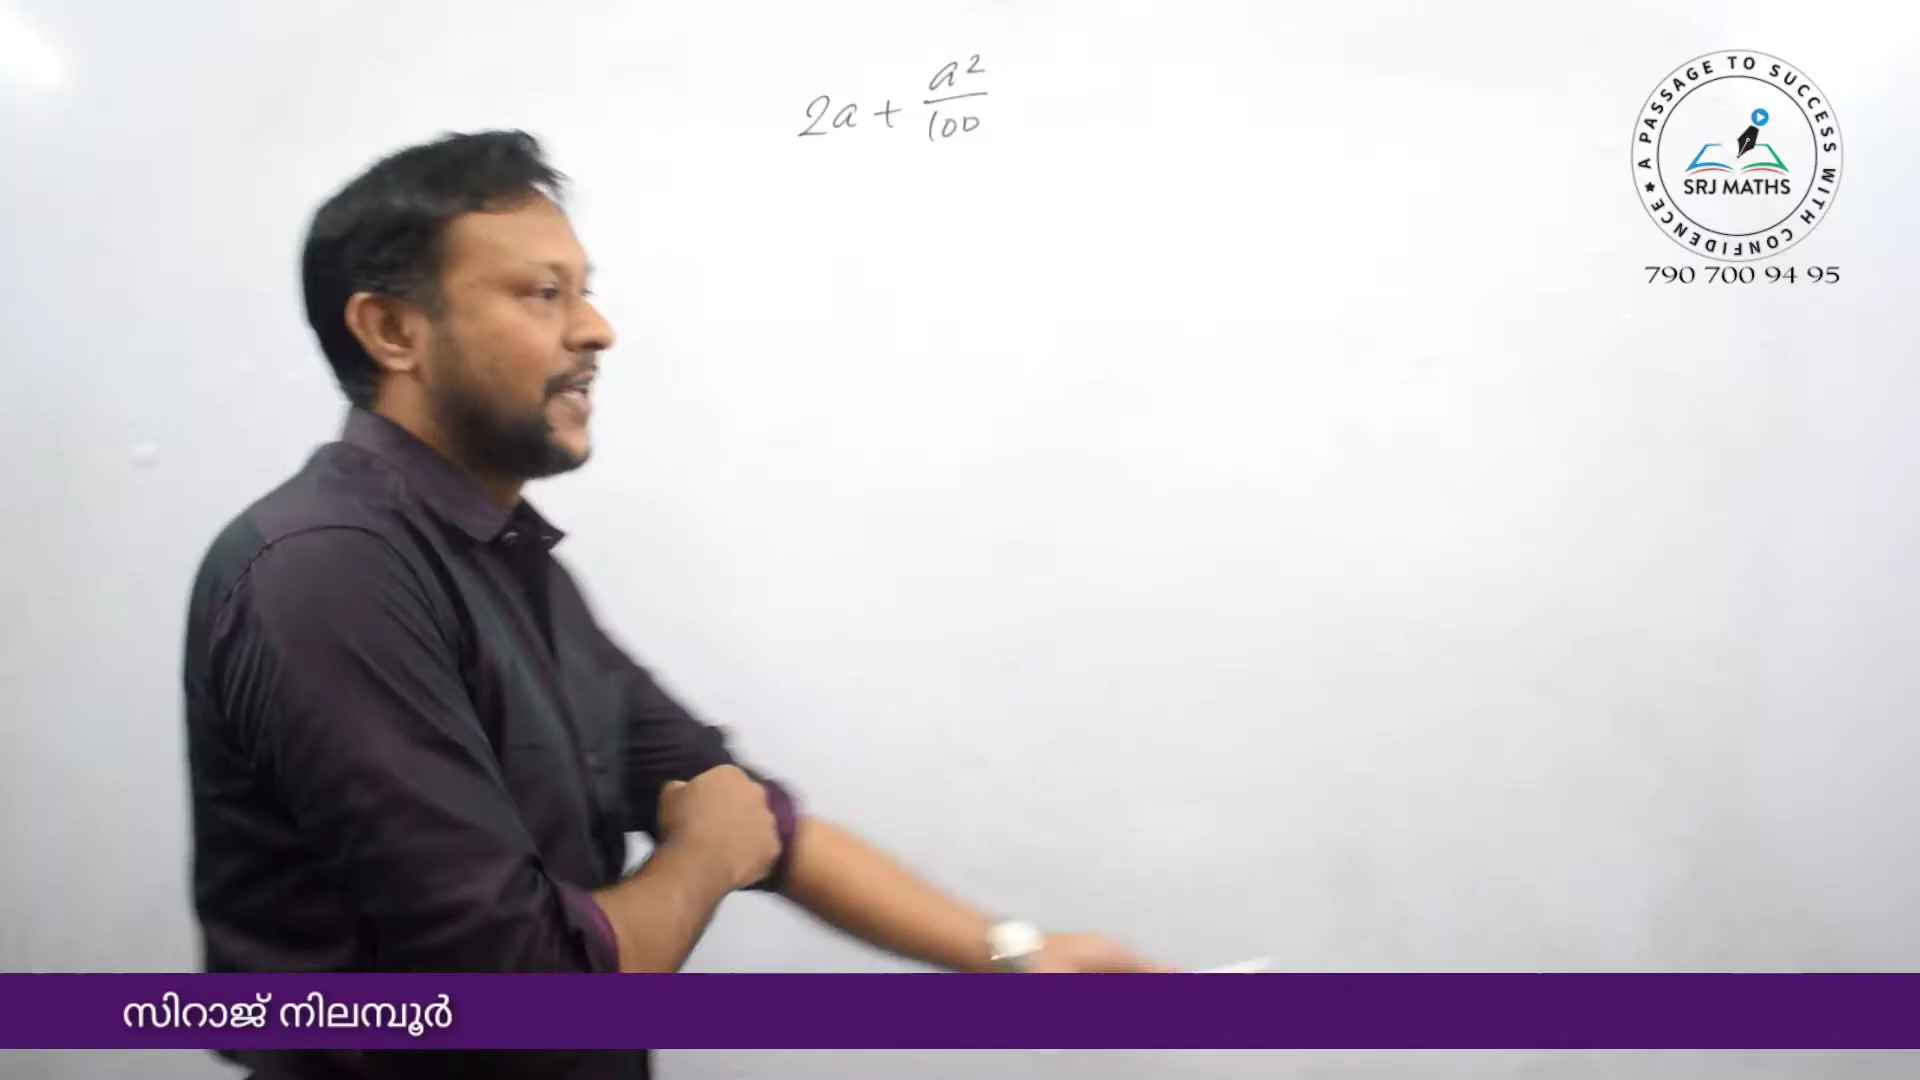 2a + a²/100
A PASSAGE TO SUCCESS WITH CONFIDENCE ★
SRJ MATHS
790 700 94 95
സിറാജ് നിലമ്പൂർ